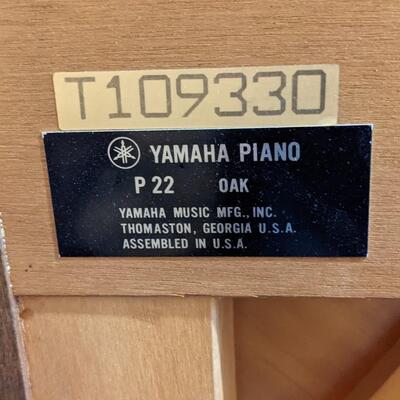 T109330
YAMAHA PIANO
P 22 OAK
YAMAHA MUSIC MFG., INC.
THOMASTON, GEORGIA U.S.A.
ASSEMBLED IN U.S.A.